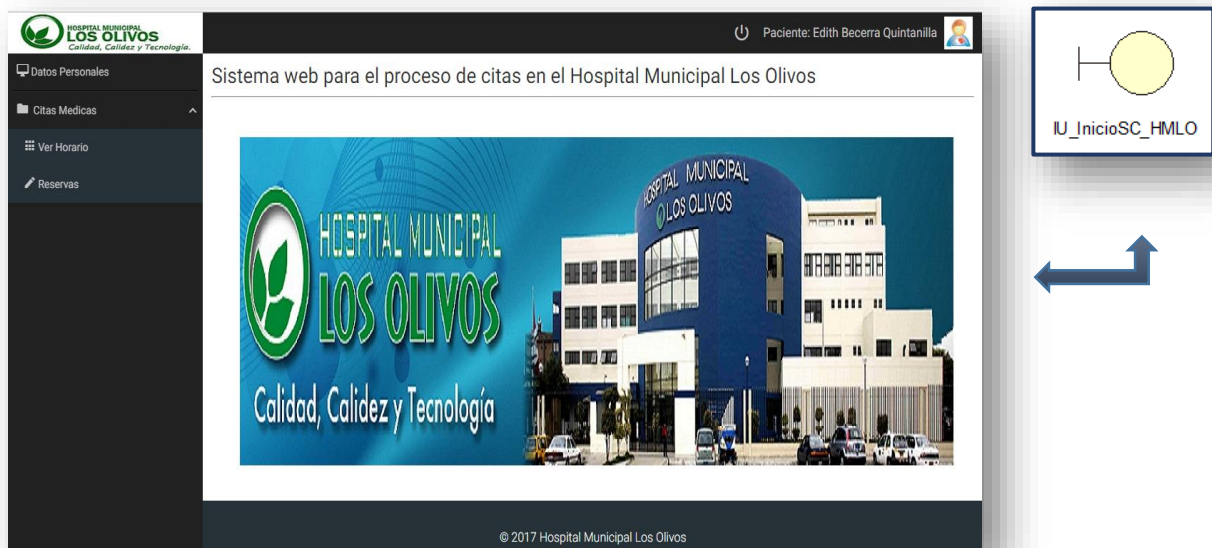 HOSPITAL MUNICIPAL
LOS OLIVOS
Calidad, Calidez y Tecnología.
Paciente: Edith Becerra Quintanilla
Datos Personales
Citas Medicas
Ver Horario
Reservas
Sistema web para el proceso de citas en el Hospital Municipal Los Olivos
HOSPITAL MUNICIPAL
LOS OLIVOS
Calidad, Calidez y Tecnología
HOSPITAL MUNICIPAL
LOS OLIVOS
© 2017 Hospital Municipal Los Olivos
IU_InicioSC_HMLO